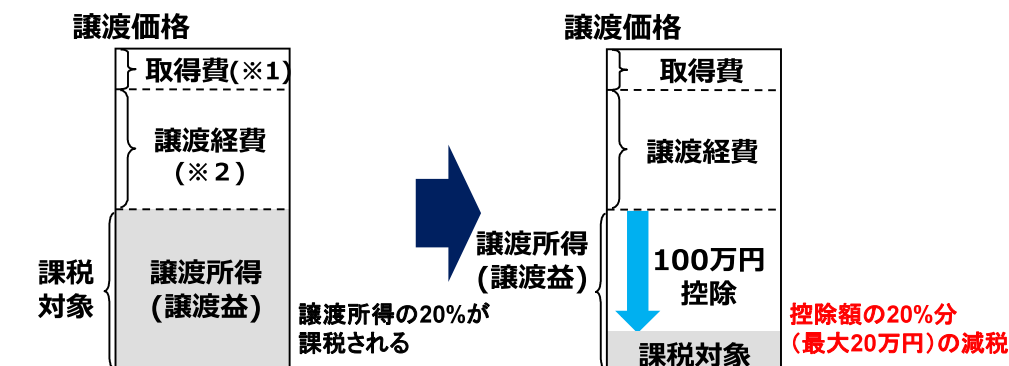 譲渡価格
取得費(※1)
譲渡経費
(※２)
課税
対象
譲渡所得
(譲渡益)
譲渡所得の20%が
課税される
譲渡価格
取得費
譲渡経費
譲渡所得
(譲渡益)
100万円
控除
課税対象
控除額の20%分
（最大20万円）の減税